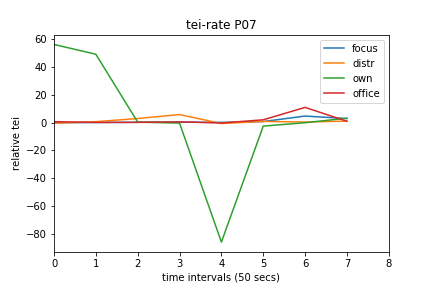 tei-rate P07
60
40
20
0
−20
−40
−60
−80
relative tei
focus
distr
own
office
0 1 2 3 4 5 6 7 8
time intervals (50 secs)